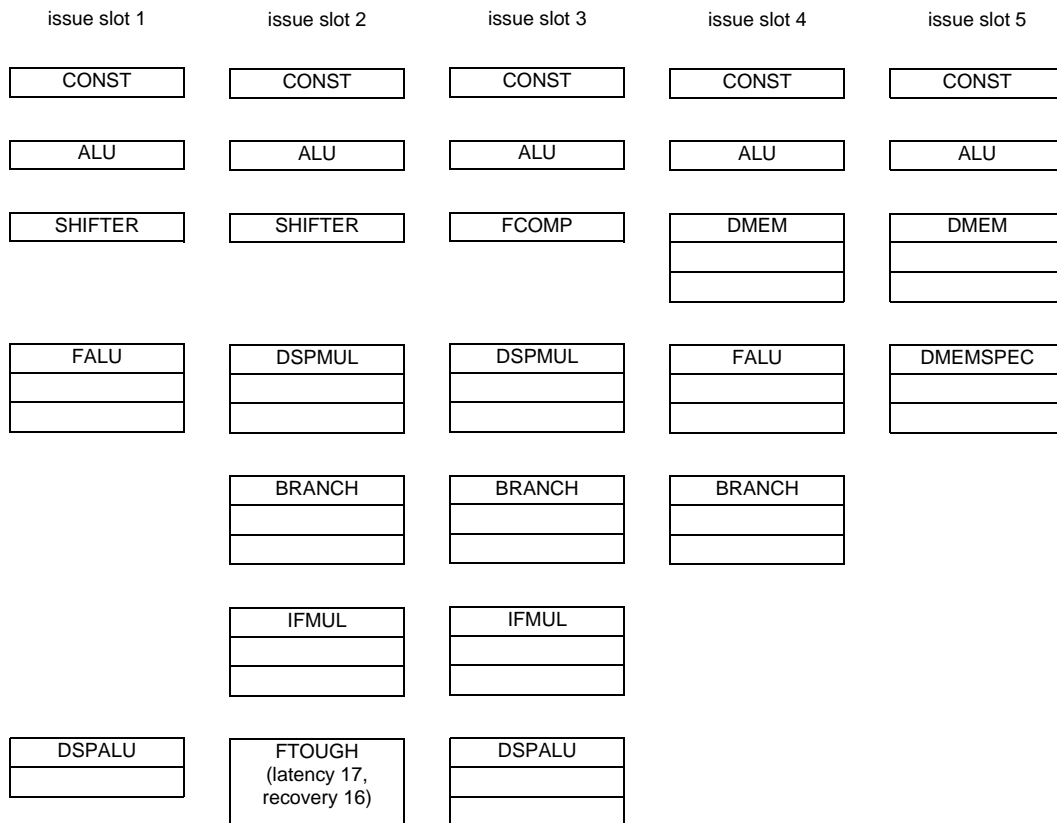 issue slot 1 issue slot 2 issue slot 3 issue slot 4 issue slot 5
CONST CONST CONST CONST CONST
ALU ALU ALU ALU ALU
SHIFTER SHIFTER FCOMP DMEM DMEM
FALU DSPMUL DSPMUL FALU DMEMSPEC
BRANCH BRANCH BRANCH
IFMUL IFMUL
DSPALU FTOUGH DSPALU
(latency 17,
recovery 16)